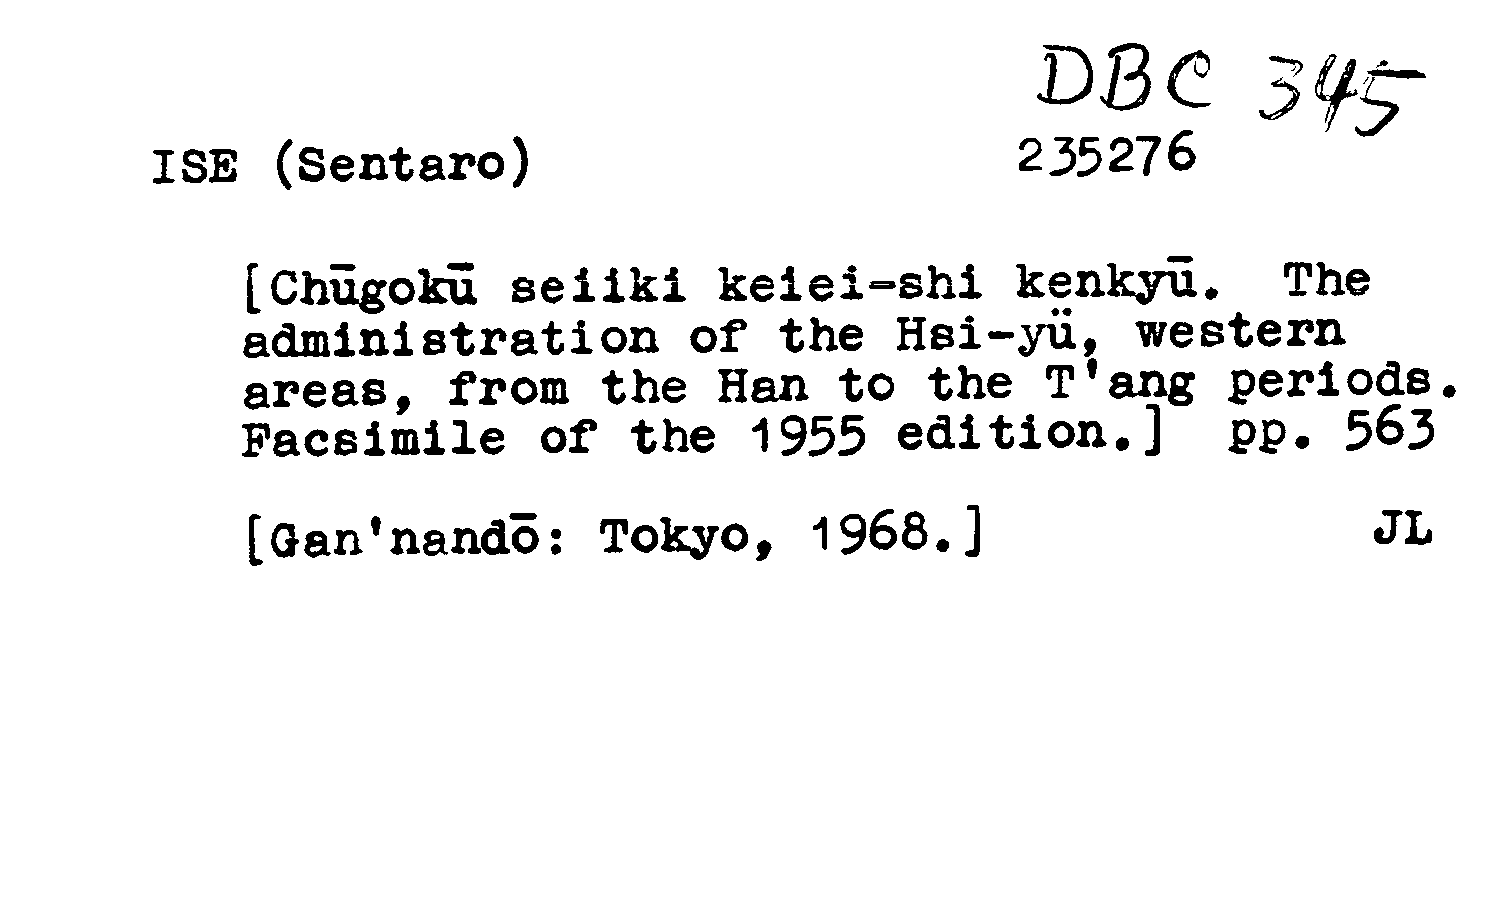 DBC 345
ISE (Sentaro) 235276
[Chūgokū seiiki keiei-shi kenkyū. The
administration of the Hsi-yü, western
areas, from the Han to the T'ang periods.
Facsimile of the 1955 edition.] pp. 563
[Gan'nandō: Tokyo, 1968.] JL